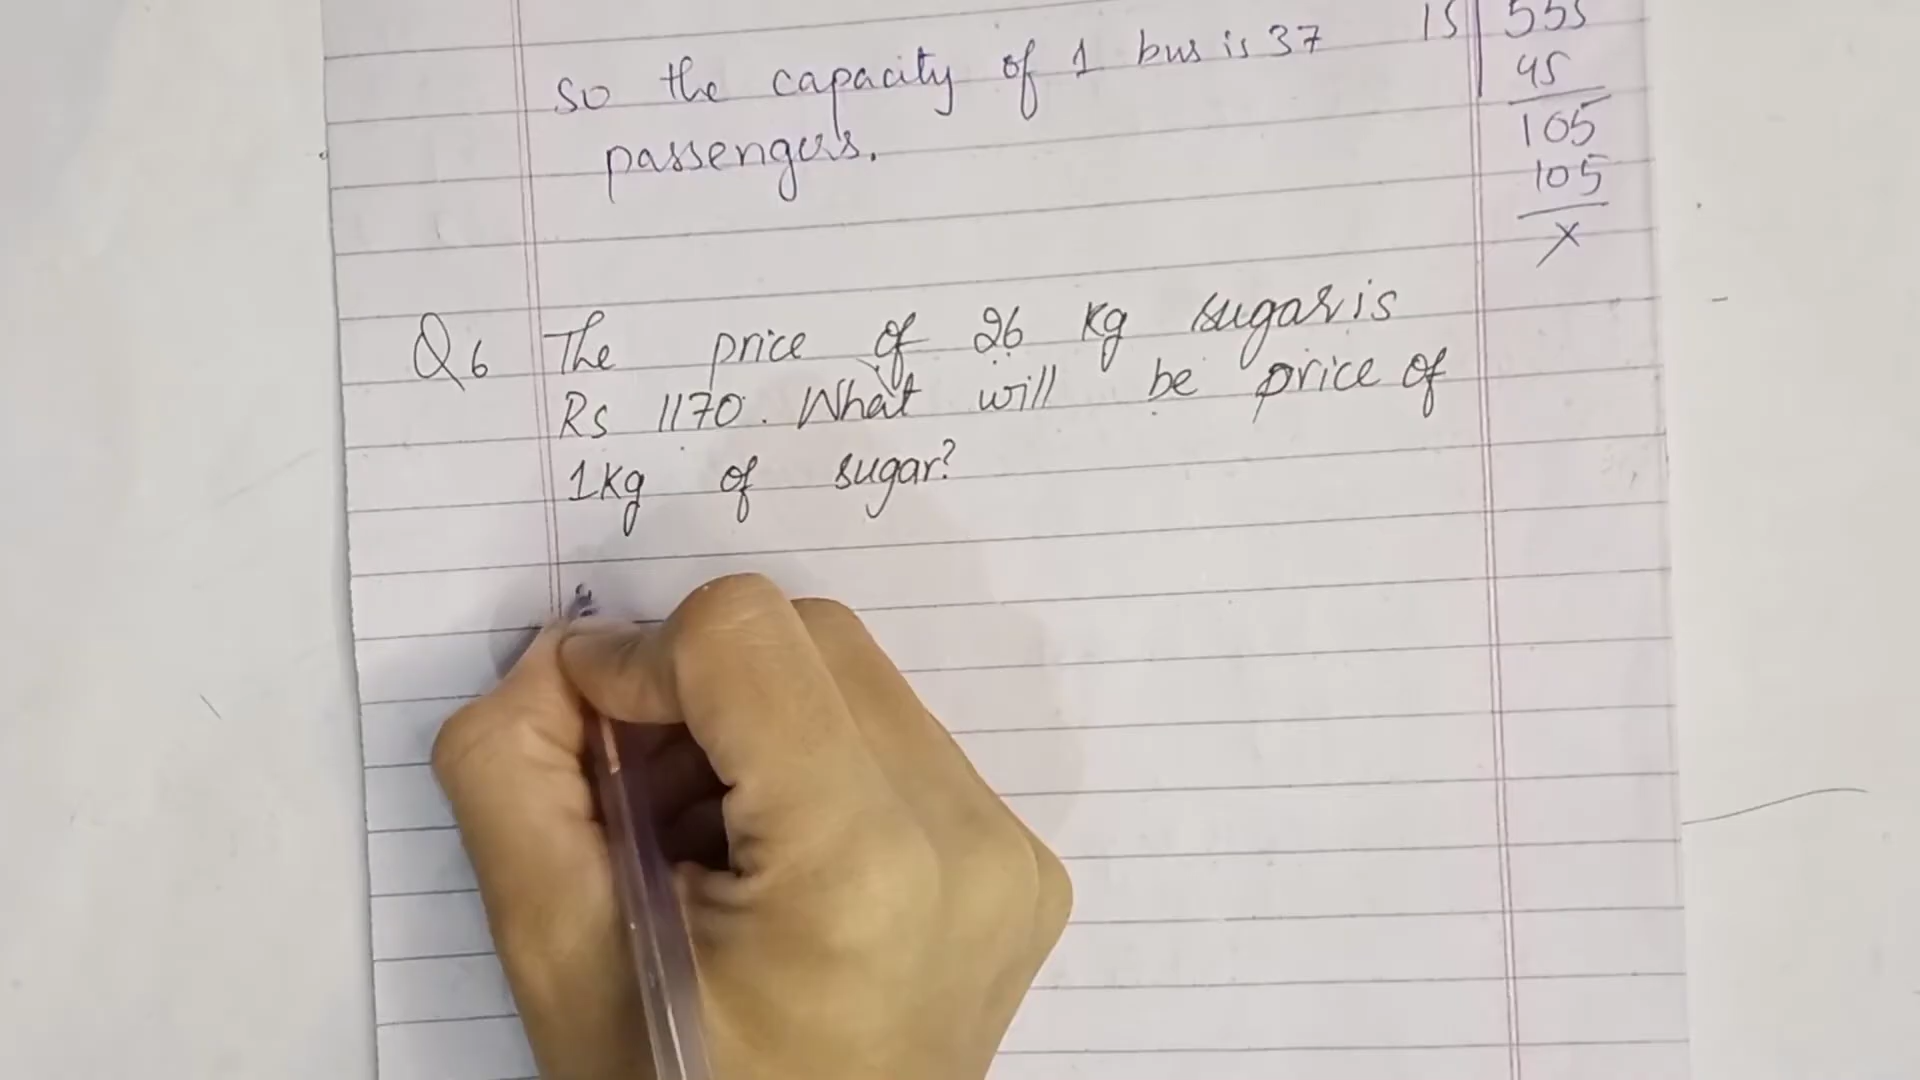 so the capacity of 1 bus is 37
passengers.
15 555
45
105
105
x
Q6 The price of 26 kg sugar is
Rs 1170. What will be price of
1kg of sugar?